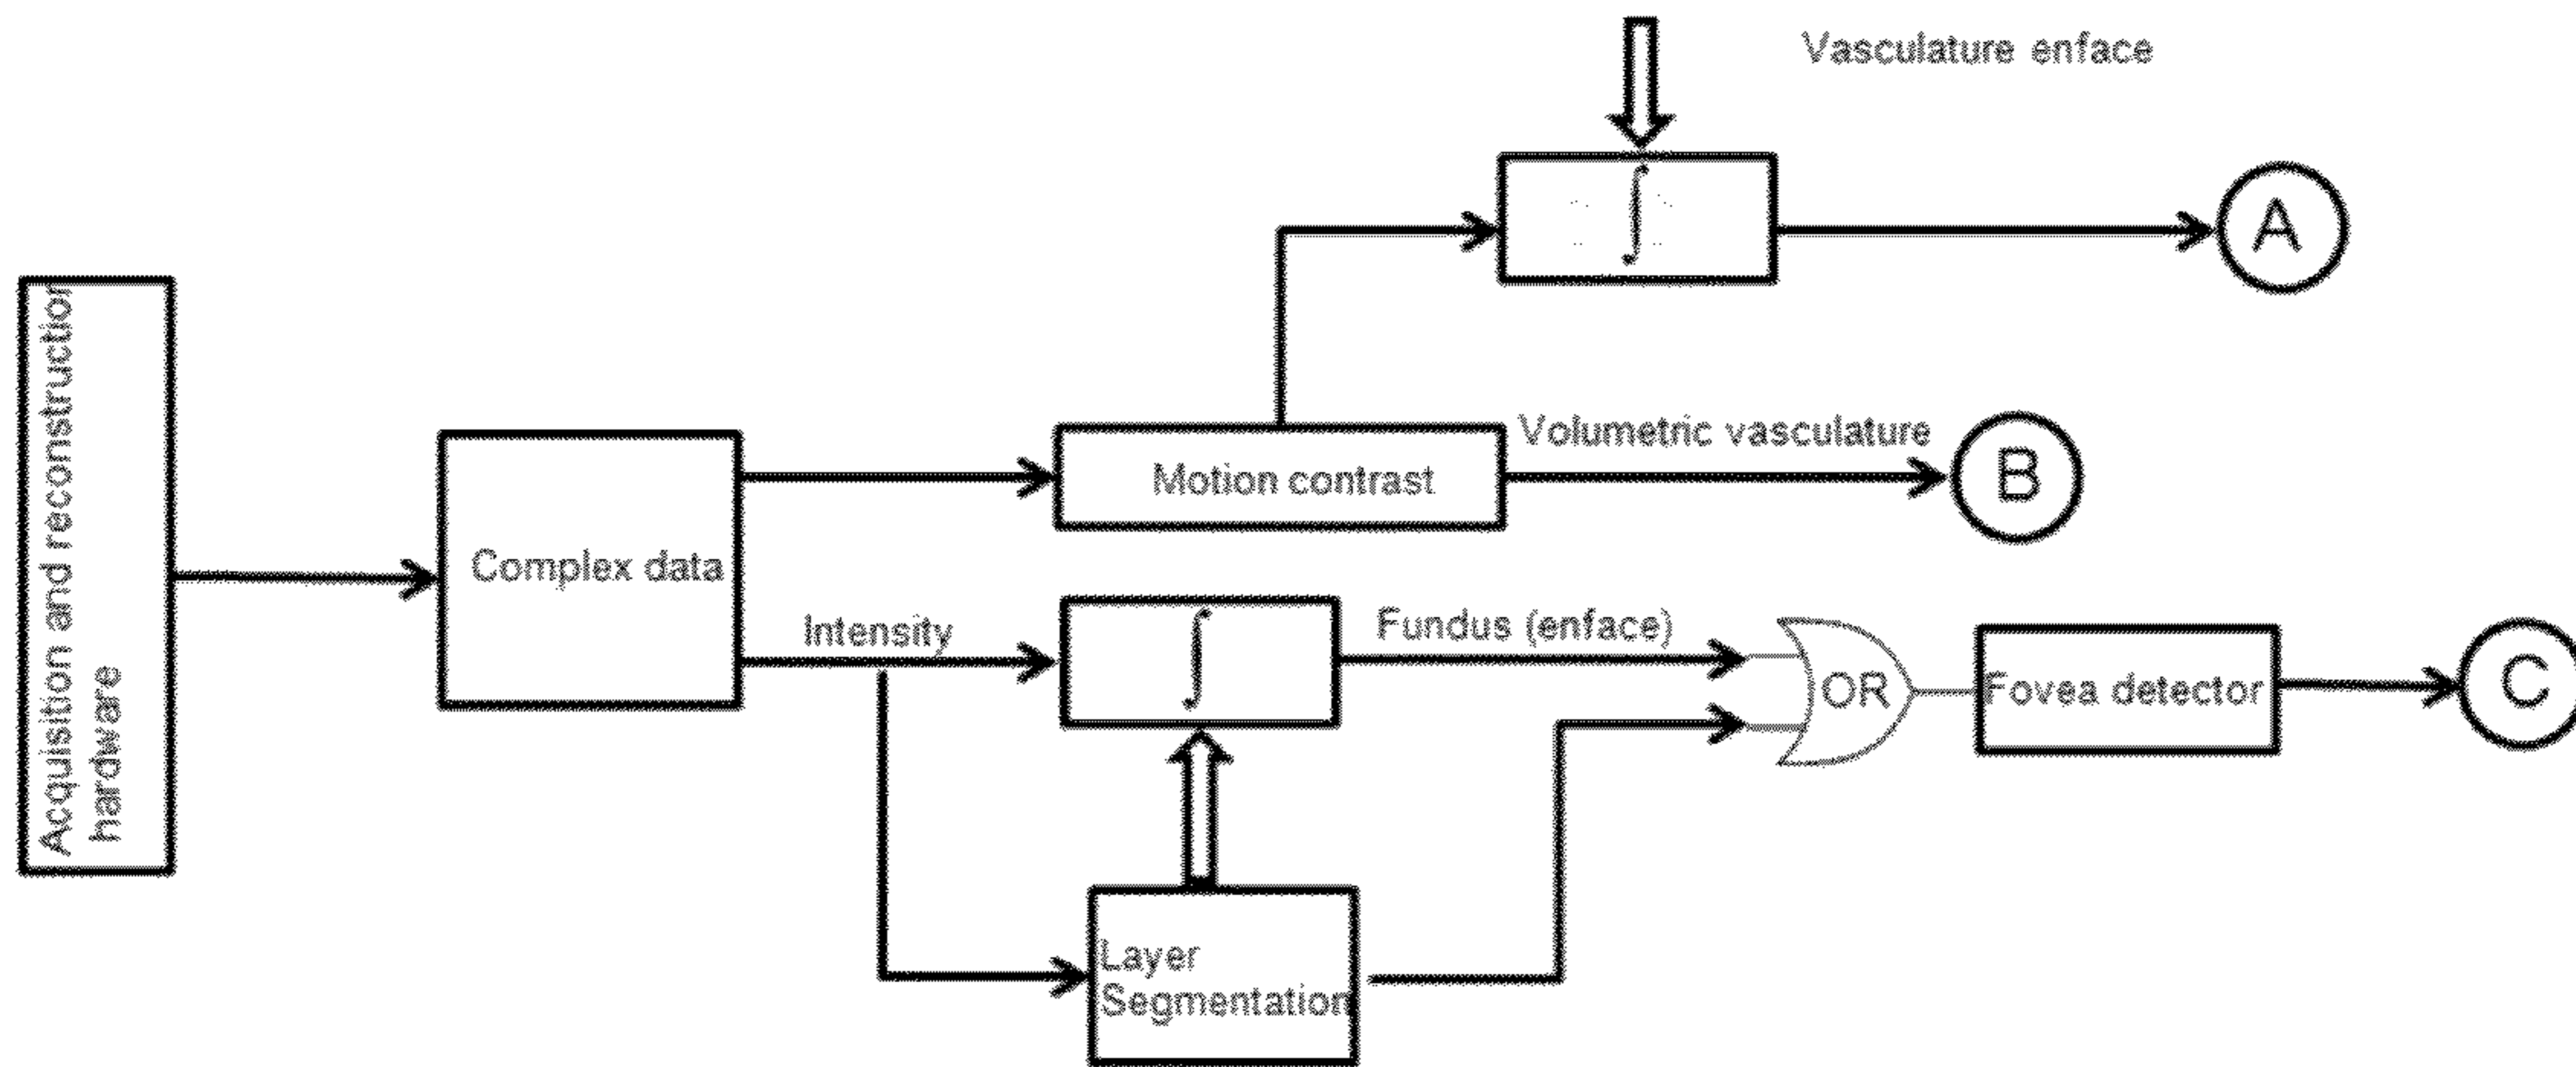 Vasculature enface
∫
A
Acquisition and reconstruction
hardware
Complex data
Motion contrast
Volumetric vasculature
B
Intensity
∫
Fundus (enface)
OR
Fovea detector
C
Layer
Segmentation